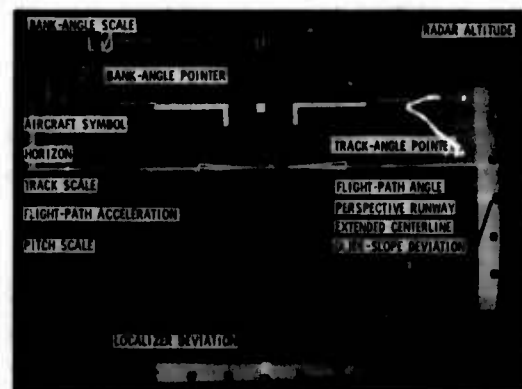 BANK-ANGLE SCALE
RADAR ALTITUDE
BANK-ANGLE POINTER
AIRCRAFT SYMBOL
TRACK-ANGLE POINTE
HORIZON
TRACK SCALE
FLIGHT-PATH ANGLE
PERSPECTIVE RUNWAY
FLIGHT-PATH ACCELERATION
EXTENDED CENTERLINE
PITCH SCALE
GLIDE-SLOPE DEVIATION
LOCALIZER DEVIATION